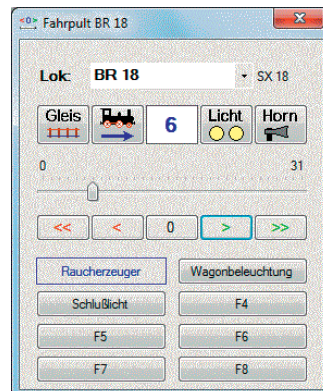 <0> Fahrpult BR 18
Lok: BR 18 SX 18
Gleis 6 Licht Horn
0 31
<< < 0 > >>
Raucherzeuger Wagonbeleuchtung
Schlußlicht F4
F5 F6
F7 F8